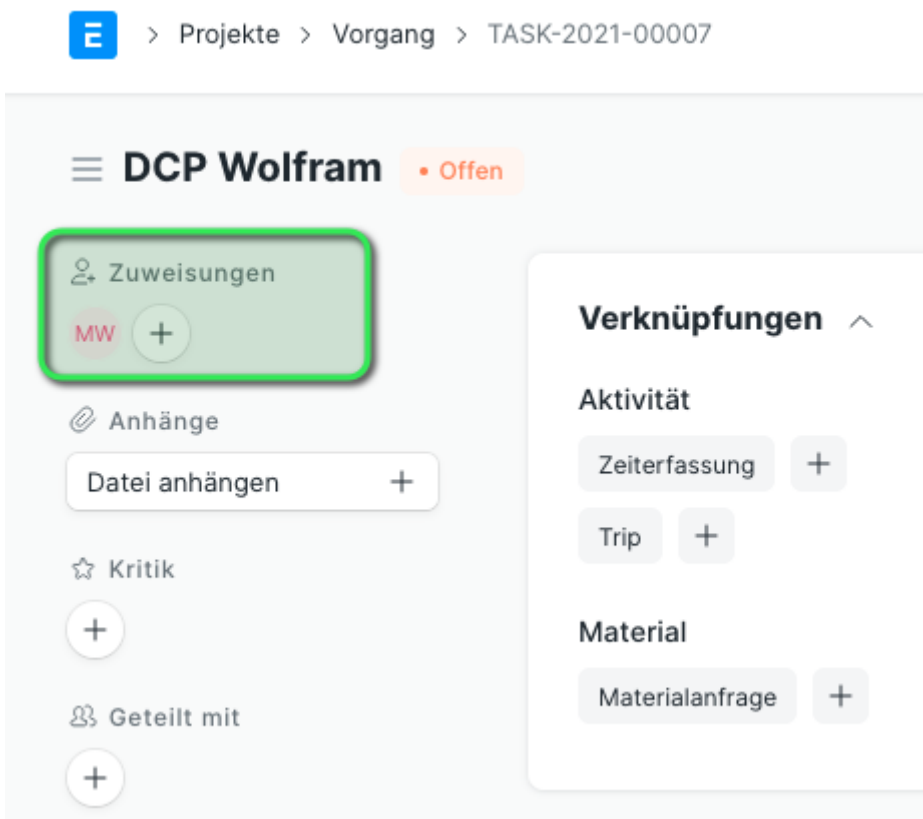 E > Projekte > Vorgang > TASK-2021-00007
DCP Wolfram • Offen
Zuweisungen
MW +
Anhänge
Datei anhängen +
Kritik
+
Geteilt mit
+
Verknüpfungen
Aktivität
Zeiterfassung +
Trip +
Material
Materialanfrage +